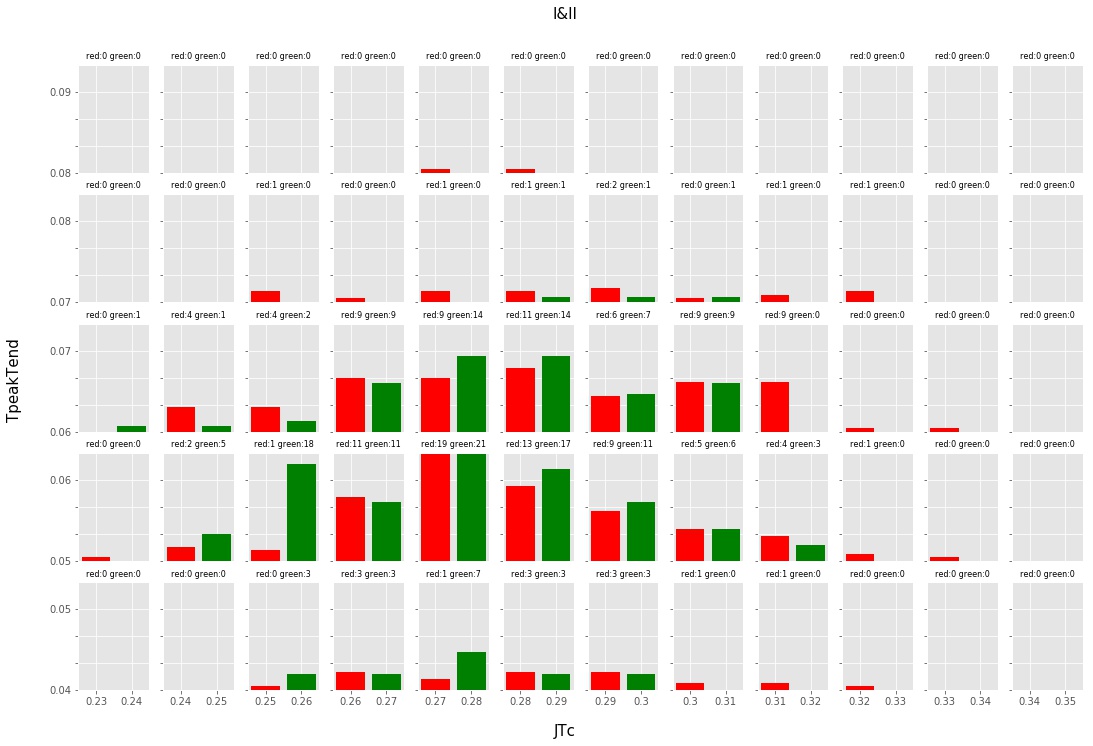 I&II
red:0 green:0 red:0 green:0 red:0 green:0 red:0 green:0 red:0 green:0 red:0 green:0 red:0 green:0 red:0 green:0 red:0 green:0 red:0 green:0 red:0 green:0 red:0 green:0
0.09
0.08
red:0 green:0 red:0 green:0 red:1 green:0 red:0 green:0 red:1 green:0 red:1 green:1 red:2 green:1 red:0 green:1 red:1 green:0 red:1 green:0 red:0 green:0 red:0 green:0
0.08
0.07
red:0 green:1 red:4 green:1 red:4 green:2 red:9 green:9 red:9 green:14 red:11 green:14 red:6 green:7 red:9 green:9 red:9 green:0 red:0 green:0 red:0 green:0 red:0 green:0
0.07
0.06
red:0 green:0 red:2 green:5 red:1 green:18 red:11 green:11 red:19 green:21 red:13 green:17 red:9 green:11 red:5 green:6 red:4 green:3 red:1 green:0 red:0 green:0 red:0 green:0
0.06
0.05
red:0 green:0 red:0 green:0 red:0 green:3 red:3 green:3 red:1 green:7 red:3 green:3 red:3 green:3 red:1 green:0 red:1 green:0 red:0 green:0 red:0 green:0 red:0 green:0
0.05
0.04
0.23 0.24 0.24 0.25 0.25 0.26 0.26 0.27 0.27 0.28 0.28 0.29 0.29 0.3 0.3 0.31 0.31 0.32 0.32 0.33 0.33 0.34 0.34 0.35
TpeakTend
JTc